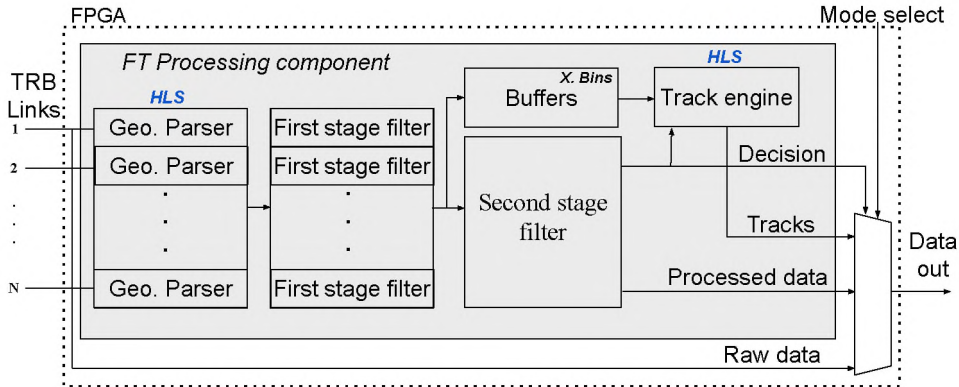 FPGA
Mode select
FT Processing component
TRB
Links
HLS
HLS
X. Bins
Buffers
Track engine
1
Geo. Parser
First stage filter
2
Geo. Parser
First stage filter
Decision
.
.
.
.
.
.
.
.
.
Second stage
filter
Tracks
Data
out
N
Geo. Parser
First stage filter
Processed data
Raw data